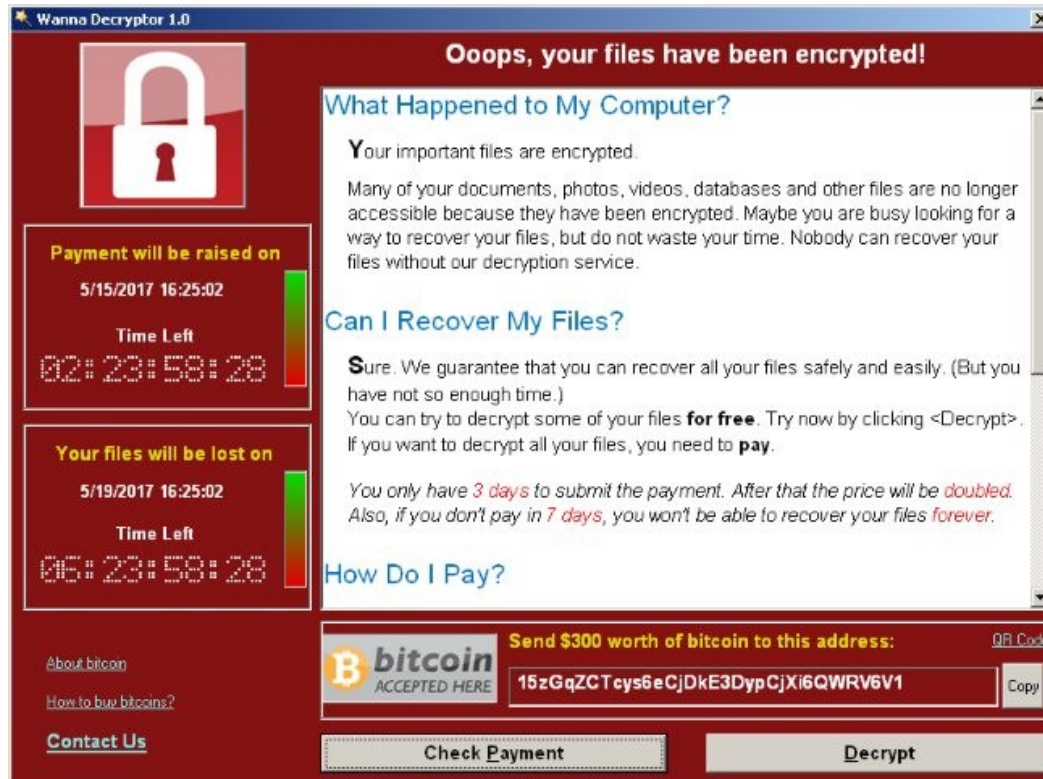 Wanna Decryptor 1.0
Ooops, your files have been encrypted!
What Happened to My Computer?
Your important files are encrypted.
Many of your documents, photos, videos, databases and other files are no longer
accessible because they have been encrypted. Maybe you are busy looking for a
way to recover your files, but do not waste your time. Nobody can recover your
files without our decryption service.
Can I Recover My Files?
Sure. We guarantee that you can recover all your files safely and easily. (But you
have not so enough time.)
You can try to decrypt some of your files for free. Try now by clicking <Decrypt>.
If you want to decrypt all your files, you need to pay.
You only have 3 days to submit the payment. After that the price will be doubled.
Also, if you don't pay in 7 days, you won't be able to recover your files forever.
How Do I Pay?
Payment will be raised on
5/15/2017 16:25:02
Time Left
02:23:58:28
Your files will be lost on
5/19/2017 16:25:02
Time Left
06:23:58:28
About bitcoin
How to buy bitcoins?
Contact Us
bitcoin
ACCEPTED HERE
Send $300 worth of bitcoin to this address:
QR Code
15zGqZCTcys6eCjDkE3DypCjXi6QWRV6V1
Copy
Check Payment
Decrypt